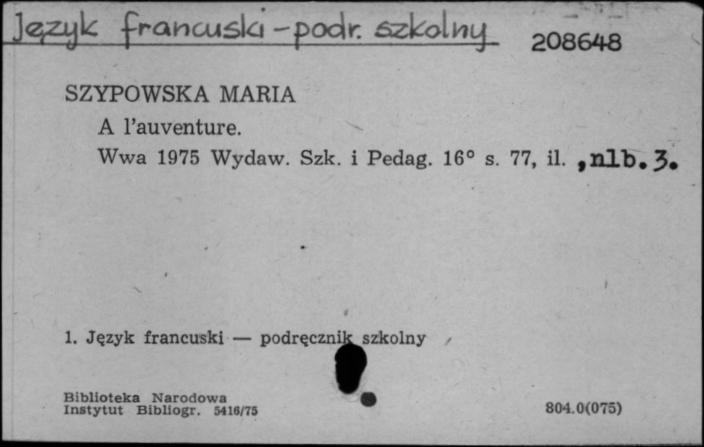 Język francuski - podr. szkolny
208648
SZYPOWSKA MARIA
A l'auventure.
Wwa 1975 Wydaw. Szk. i Pedag. 16° s. 77, il. ,nlb.3.
1. Język francuski — podręcznik szkolny
Biblioteka Narodowa
Instytut Bibliogr. 5416/75
804.0(075)